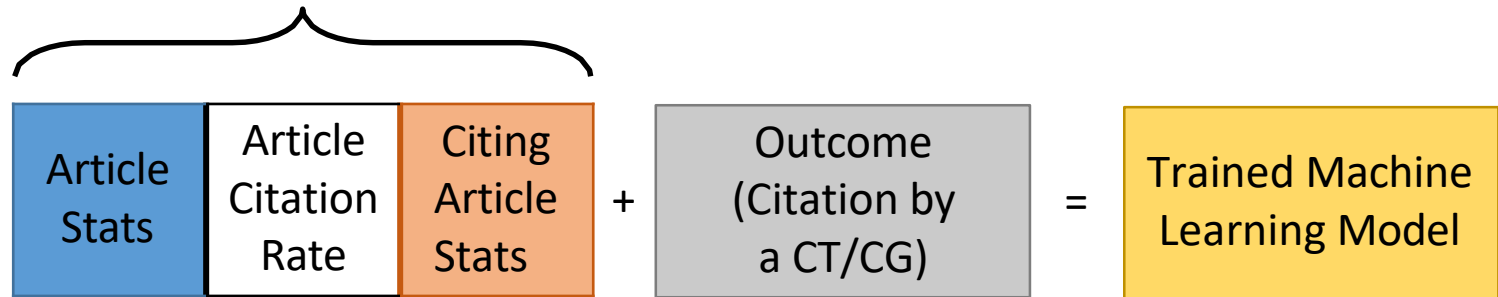 Article
Stats
Article
Citation
Rate
Citing
Article
Stats
+
Outcome
(Citation by
a CT/CG)
=
Trained Machine
Learning Model